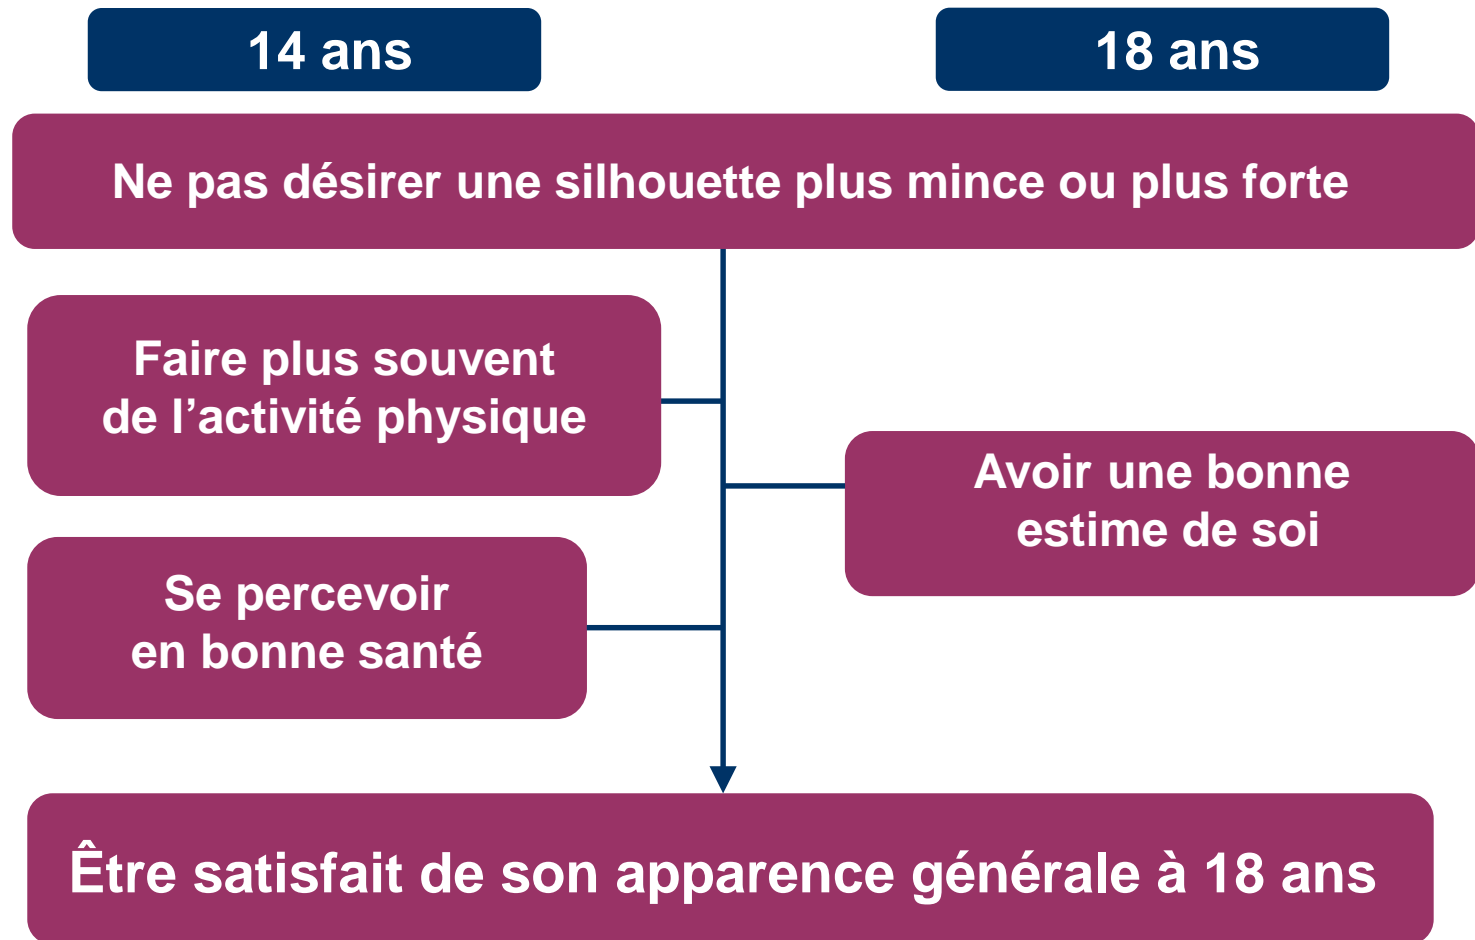 14 ans
18 ans
Ne pas désirer une silhouette plus mince ou plus forte
Faire plus souvent
de l’activité physique
Avoir une bonne
estime de soi
Se percevoir
en bonne santé
Être satisfait de son apparence générale à 18 ans